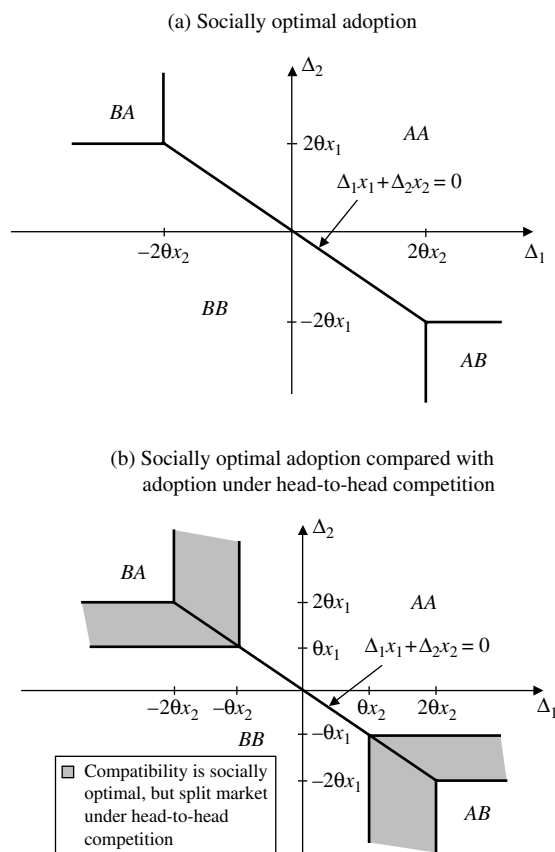 (a) Socially optimal adoption
Δ₂
BA
AA
2θx₁
Δ₁x₁+Δ₂x₂=0
−2θx₂
2θx₂
Δ₁
BB
−2θx₁
AB
(b) Socially optimal adoption compared with
adoption under head-to-head competition
Δ₂
BA
AA
2θx₁
θx₁
Δ₁x₁+Δ₂x₂=0
−2θx₂
−θx₂
θx₂
2θx₂
Δ₁
BB
−θx₁
−2θx₁
AB
Compatibility is socially
optimal, but split market
under head-to-head
competition